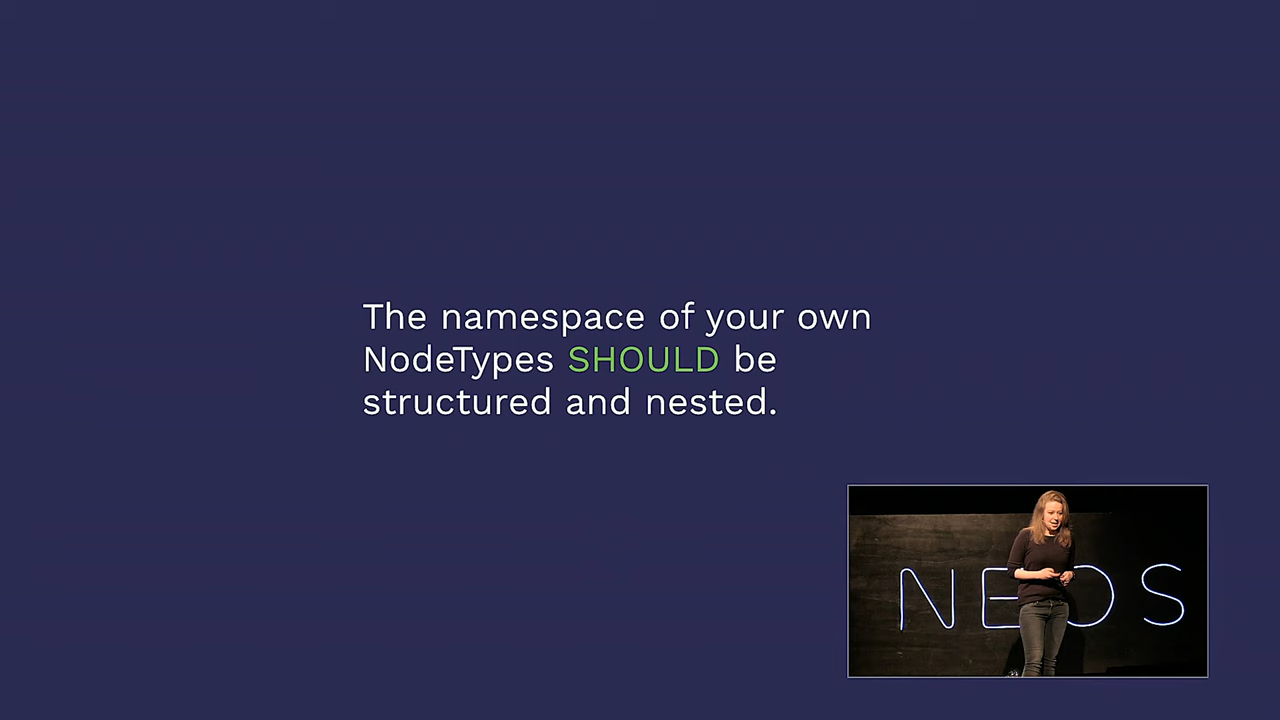 The namespace of your own
NodeTypes SHOULD be
structured and nested.
NEOS